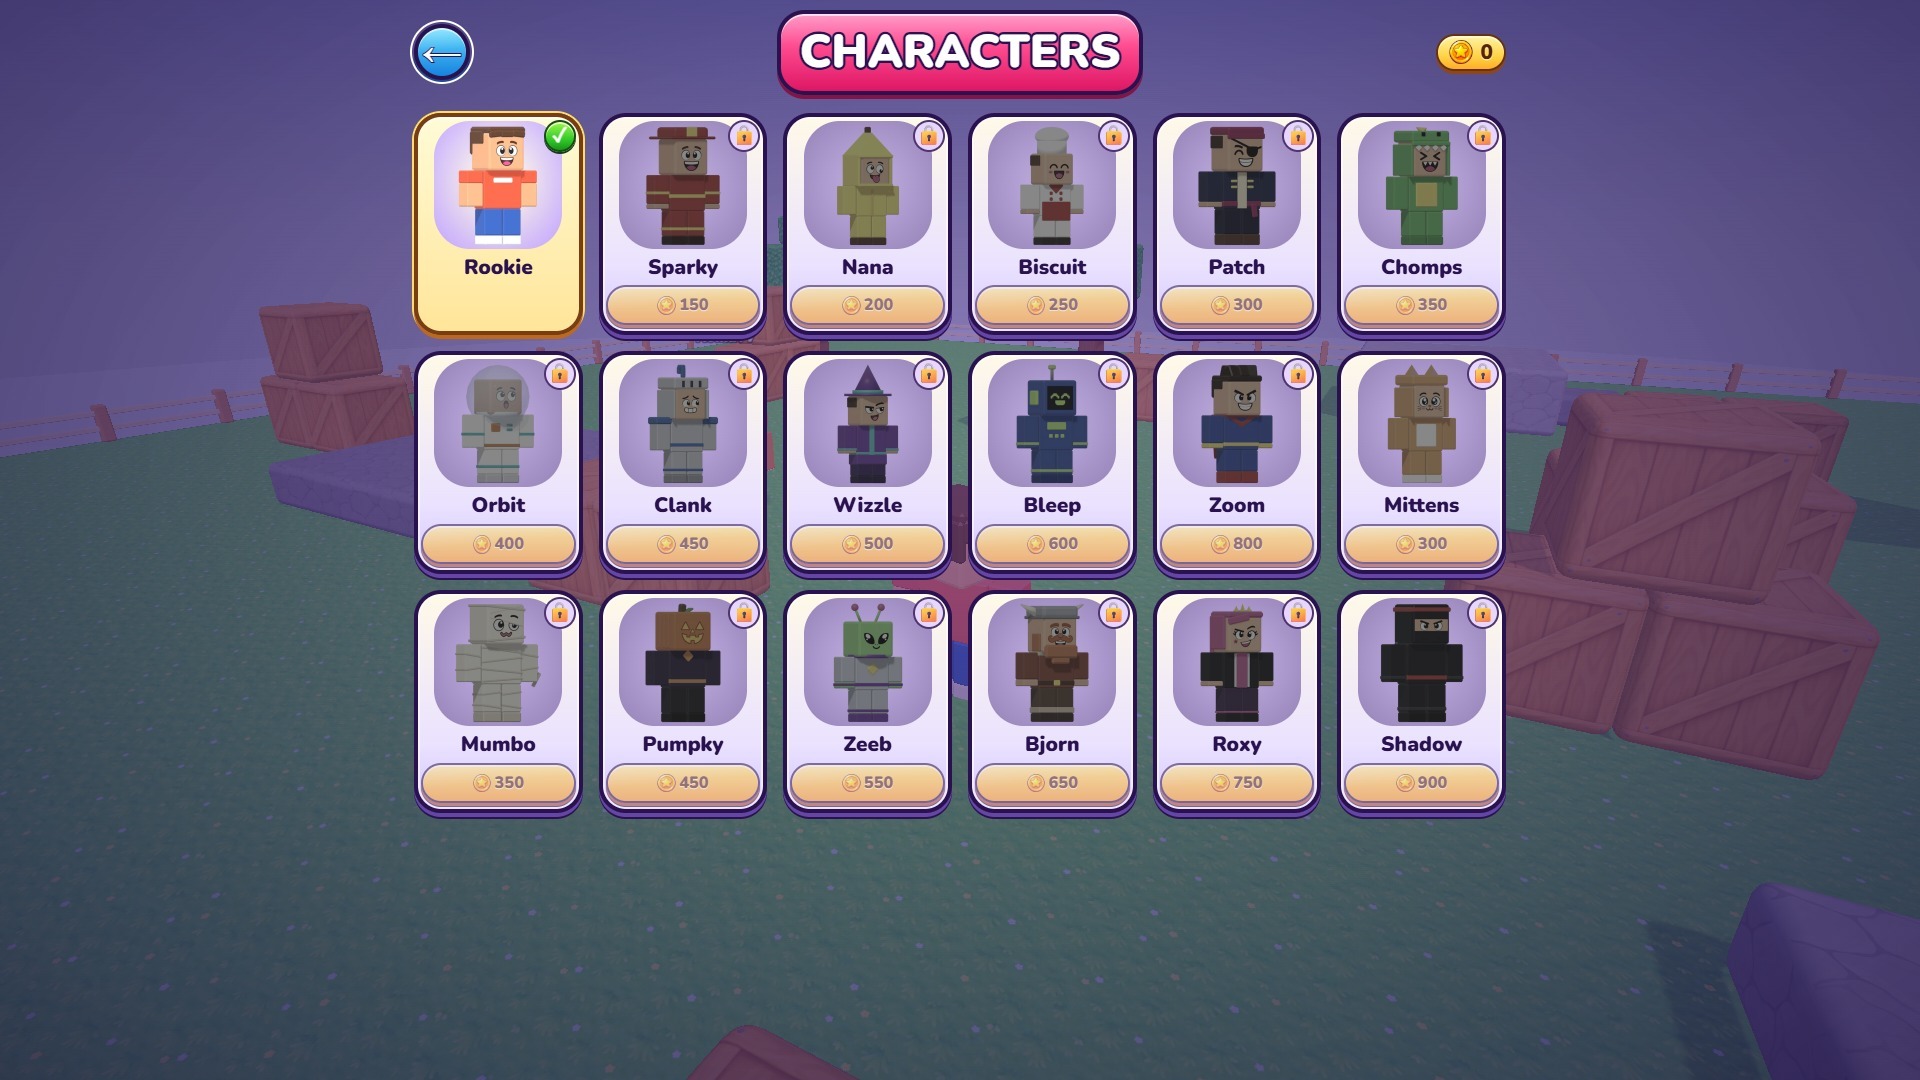 CHARACTERS
0
Rookie
Sparky
150
Nana
200
Biscuit
250
Patch
300
Chomps
350
Orbit
400
Clank
450
Wizzle
500
Bleep
600
Zoom
800
Mittens
300
Mumbo
350
Pumpky
450
Zeeb
550
Bjorn
650
Roxy
750
Shadow
900